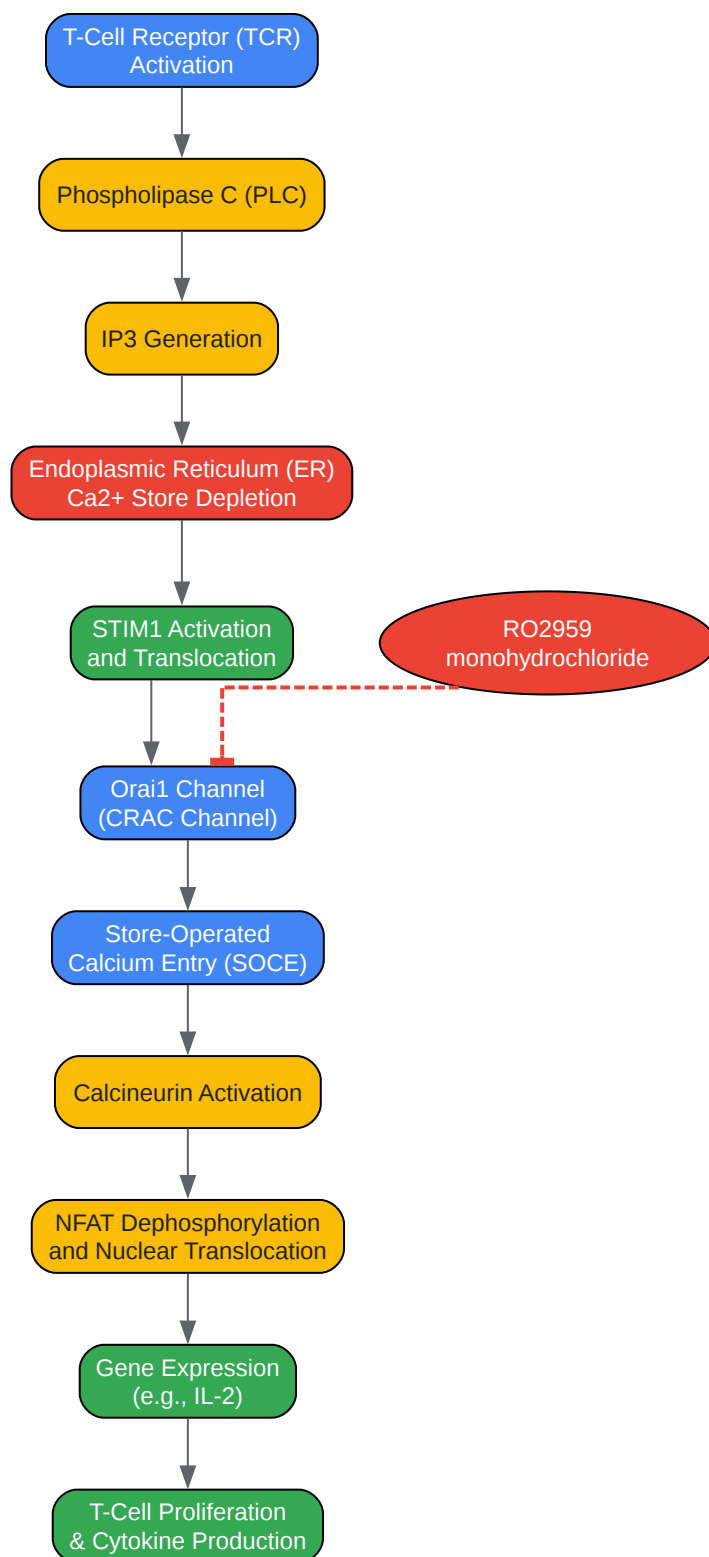 T-Cell Receptor (TCR)
Activation
Phospholipase C (PLC)
IP3 Generation
Endoplasmic Reticulum (ER)
Ca2+ Store Depletion
STIM1 Activation
and Translocation
RO2959
monohydrochloride
Orai1 Channel
(CRAC Channel)
Store-Operated
Calcium Entry (SOCE)
Calcineurin Activation
NFAT Dephosphorylation
and Nuclear Translocation
Gene Expression
(e.g., IL-2)
T-Cell Proliferation
& Cytokine Production